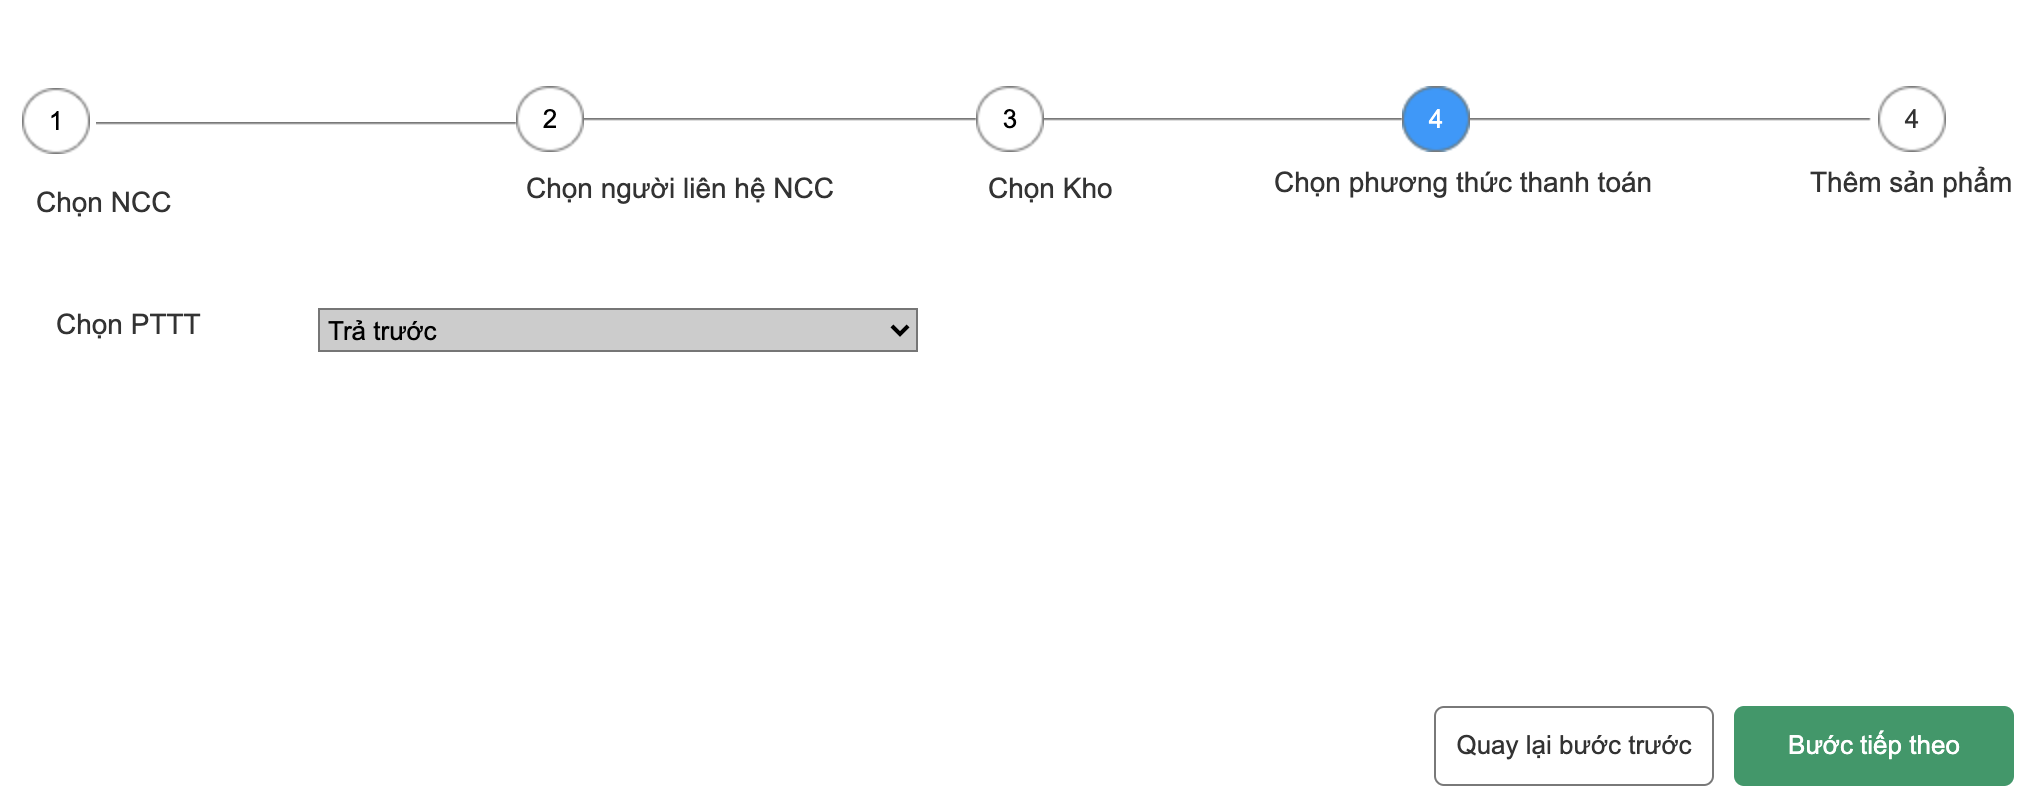 1
2
3
4
4
Chọn NCC
Chọn người liên hệ NCC
Chọn Kho
Chọn phương thức thanh toán
Thêm sản phẩm
Chọn PTTT
Trả trước
Quay lại bước trước
Bước tiếp theo